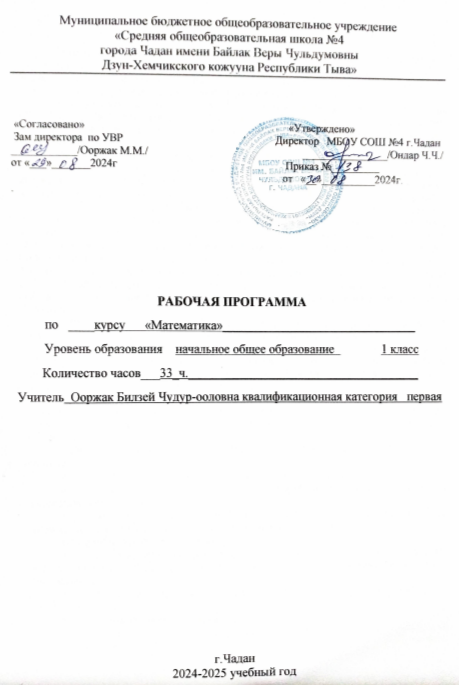 Муниципальное бюджетное общеобразовательное учреждение
«Средняя общеобразовательная школа №4
города Чадан имени Байлак Веры Чульдумовны
Дзун-Хемчикского кожууна Республики Тыва»
«Согласовано»
Зам директора по УВР
/Ооржак М.М./
от «29» 08 2024г
«Утверждено»
Директор МБОУ СОШ №4 г.Чадан
/Ондар Ч.Ч./
Приказ № 138
от « » 08 2024г.
РАБОЧАЯ ПРОГРАММА
по курсу «Математика»
Уровень образования начальное общее образование 1 класс
Количество часов 33 ч.
Учитель Ооржак Билзей Чудур-ооловна квалификационная категория первая
г.Чадан
2024-2025 учебный год